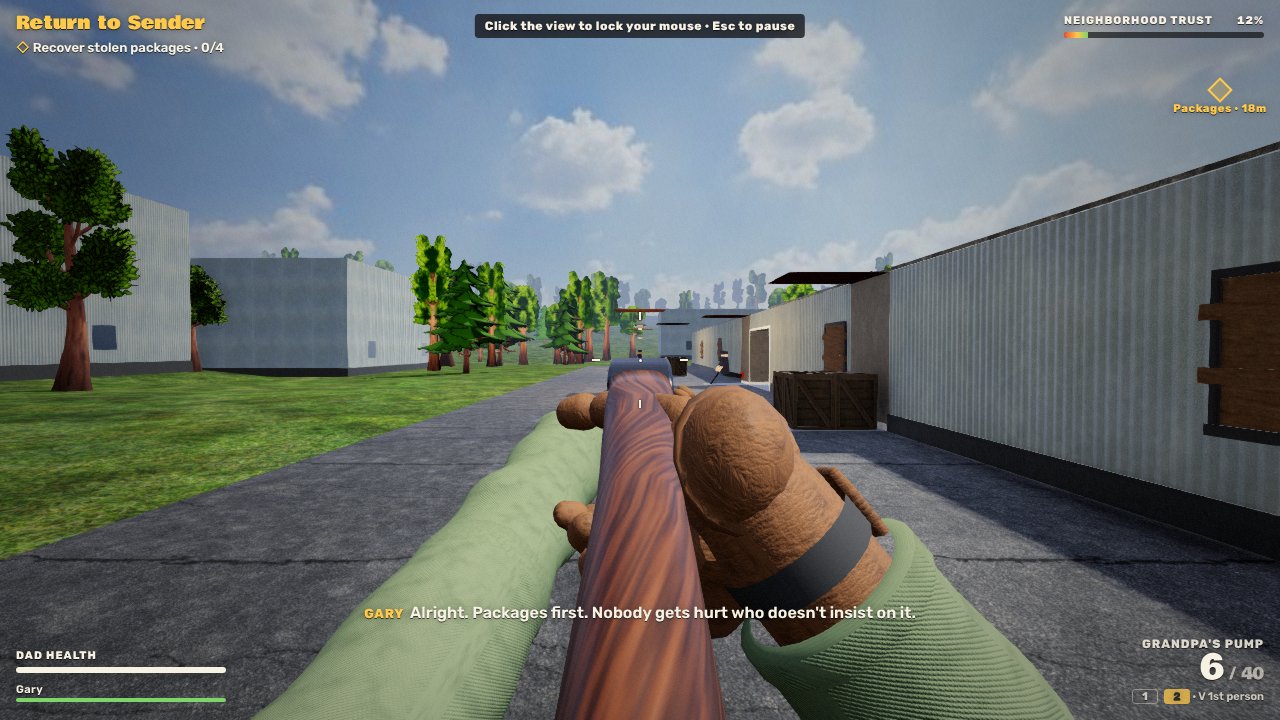 Return to Sender
Recover stolen packages • 0/4
Click the view to lock your mouse • Esc to pause
NEIGHBORHOOD TRUST 12%
Packages • 18m
GARY Alright. Packages first. Nobody gets hurt who doesn't insist on it.
DAD HEALTH
Gary
GRANDPA'S PUMP
6 / 40
1 2 • V 1st person